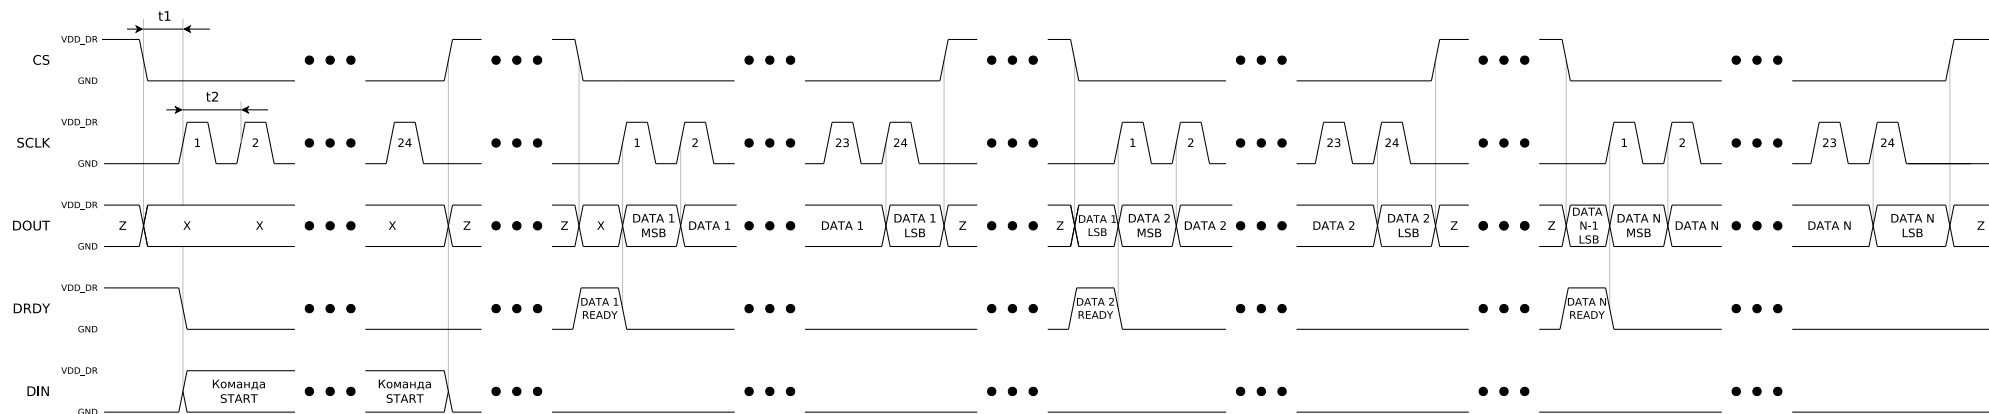 t1
VDD_DR
CS
GND
t2
VDD_DR
SCLK 1 2 24 1 2 23 24 1 2 23 24 1 2 23 24
GND
VDD_DR
DOUT Z X X X Z Z X DATA 1 MSB DATA 1 DATA 1 DATA 1 LSB Z Z DATA 1 LSB DATA 2 MSB DATA 2 DATA 2 DATA 2 LSB Z Z DATA N-1 LSB DATA N MSB DATA N DATA N DATA N LSB Z
GND
VDD_DR
DRDY DATA 1 READY DATA 2 READY DATA N READY
GND
VDD_DR
DIN Команда START Команда START
GND